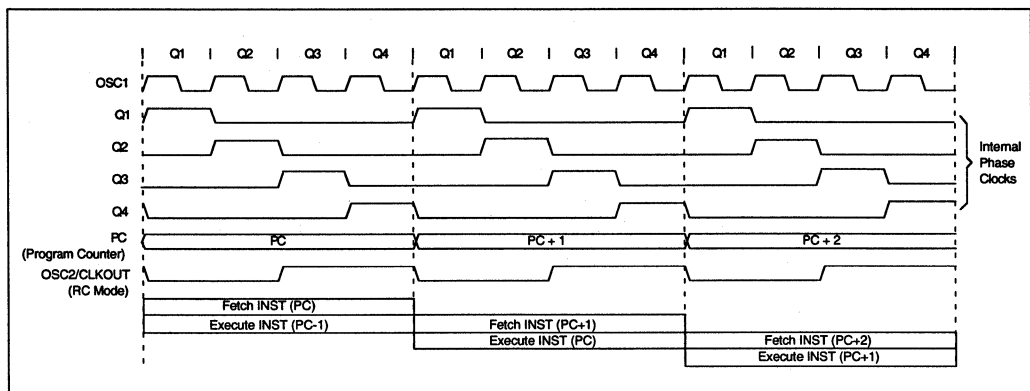 Q1 | Q2 | Q3 | Q4 | Q1 | Q2 | Q3 | Q4 | Q1 | Q2 | Q3 | Q4
OSC1
Q1
Q2
Q3
Q4
Internal
Phase
Clocks
PC
(Program Counter)
PC
PC + 1
PC + 2
OSC2/CLKOUT
(RC Mode)
Fetch INST (PC)
Execute INST (PC-1)
Fetch INST (PC+1)
Execute INST (PC)
Fetch INST (PC+2)
Execute INST (PC+1)